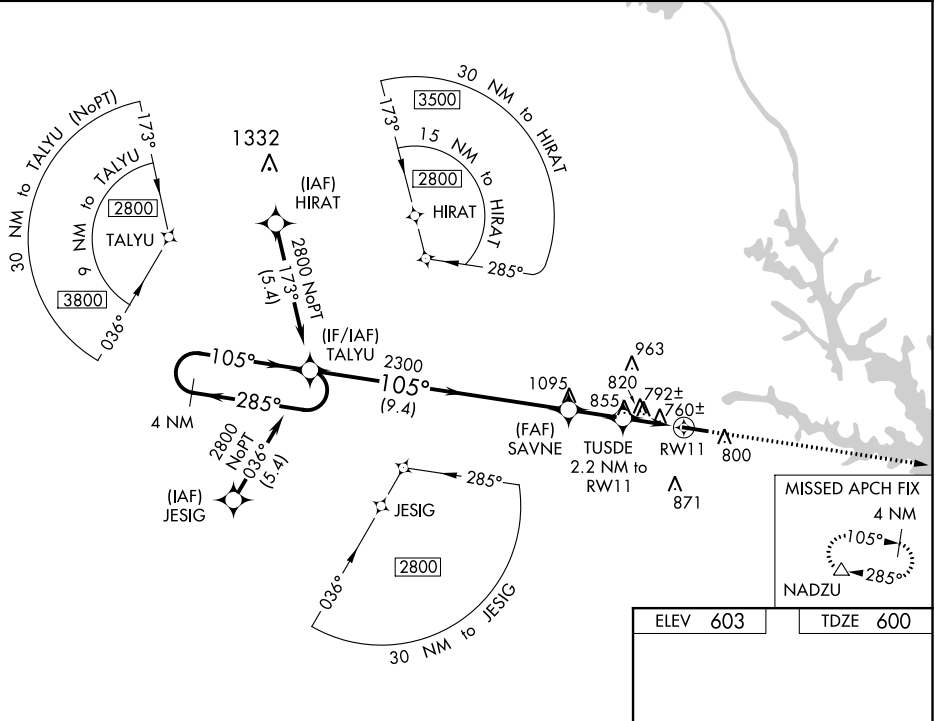 30 NM to TALYU (NoPT)
173°
6 NM to TALYU
2800
TALYU
3800
036°
1332
(IAF)
HIRAT
2800 NoPT
173°
(5.4)
30 NM to HIRAT
3500
173°
15 NM to HIRAT
2800
HIRAT
285°
(IF/IAF)
TALYU
105°
285°
4 NM
2300
105°
(9.4)
2800
NoPT
036°
(5.4)
(IAF)
JESIG
1095
(FAF)
SAVNE
963
820
855
792±
760±
TUSDE
2.2 NM to
RW11
RW11
800
871
285°
JESIG
2800
036°
30 NM to JESIG
MISSED APCH FIX
4 NM
105°
285°
NADZU
ELEV 603
TDZE 600